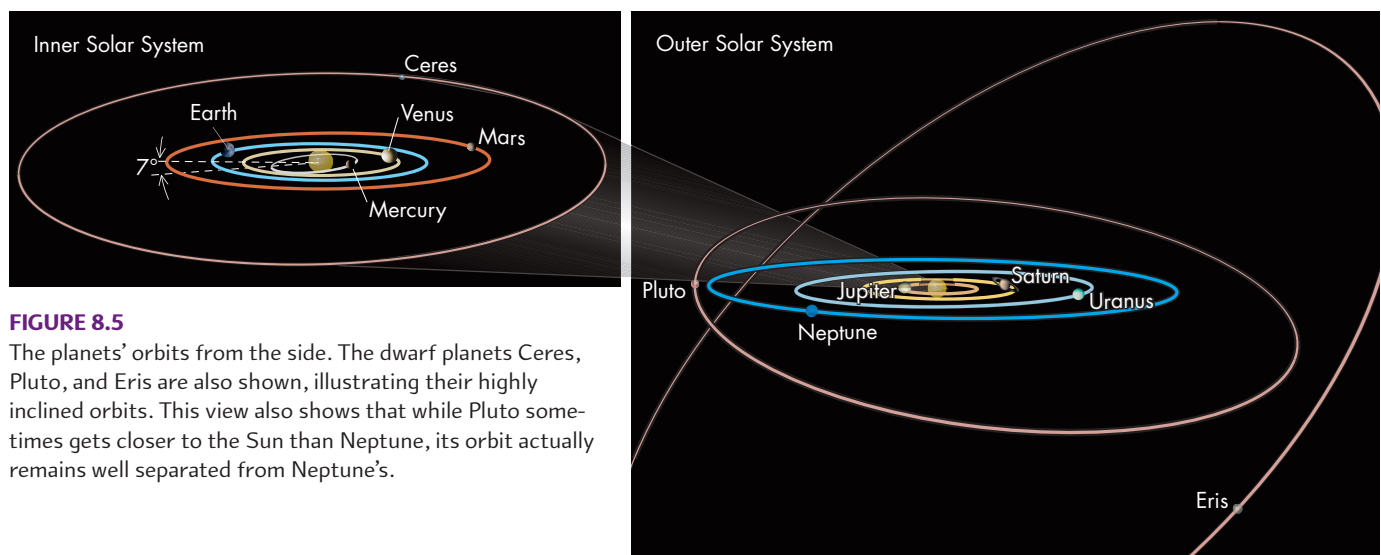 Inner Solar System
Ceres
Earth
Venus
Mars
7°
Mercury
Outer Solar System
Pluto
Jupiter
Saturn
Uranus
Neptune
Eris
FIGURE 8.5
The planets’ orbits from the side. The dwarf planets Ceres,
Pluto, and Eris are also shown, illustrating their highly
inclined orbits. This view also shows that while Pluto some-
times gets closer to the Sun than Neptune, its orbit actually
remains well separated from Neptune’s.